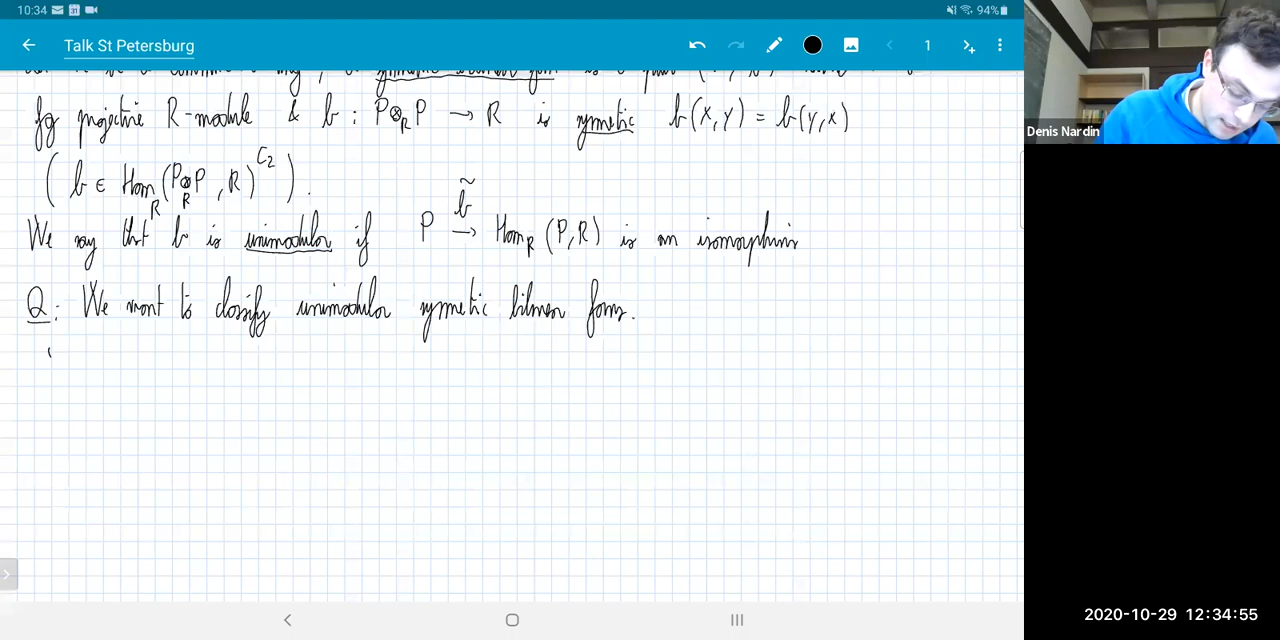 10:34
94%
Talk St Petersburg
1
fg projective R-module & b : P⊗_R P → R is symetric b(x,y) = b(y,x)
( b ∈ Hom_R (P⊗_R P , R)^{C_2} ).
We say that b is unimodular if P →^{b̃} Hom_R (P,R) is an isomorphism
Q: We want to classify unimodular symetric bilinear forms.
(
Denis Nardin
2020-10-29 12:34:55